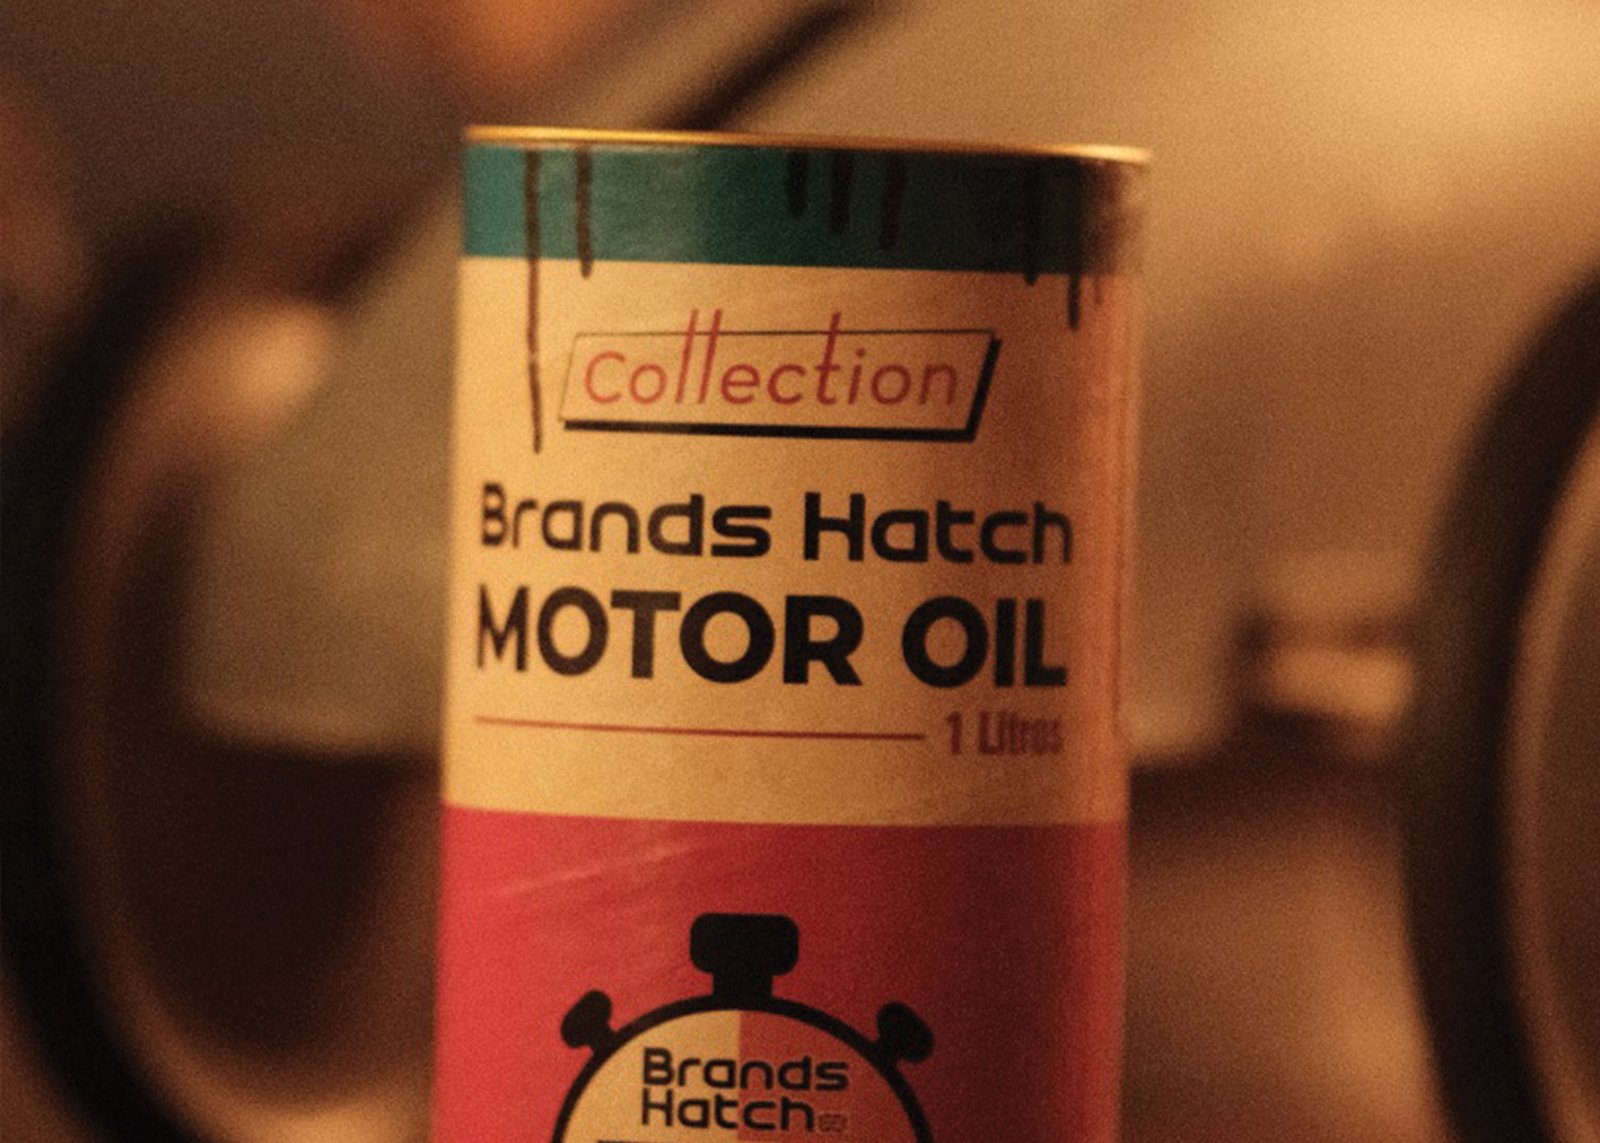 Collection
Brands Hatch
MOTOR OIL
1 Litros
Brands
Hatch